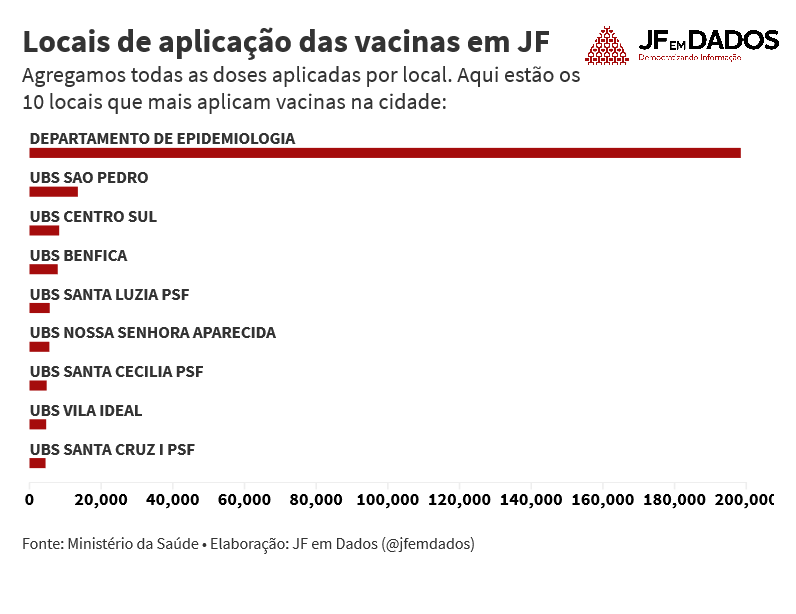 Locais de aplicação das vacinas em JF
JF EM DADOS
Democratizando Informação
Agregamos todas as doses aplicadas por local. Aqui estão os
10 locais que mais aplicam vacinas na cidade:
DEPARTAMENTO DE EPIDEMIOLOGIA
UBS SAO PEDRO
UBS CENTRO SUL
UBS BENFICA
UBS SANTA LUZIA PSF
UBS NOSSA SENHORA APARECIDA
UBS SANTA CECILIA PSF
UBS VILA IDEAL
UBS SANTA CRUZ I PSF
0 20,000 40,000 60,000 80,000 100,000 120,000 140,000 160,000 180,000 200,000
Fonte: Ministério da Saúde • Elaboração: JF em Dados (@jfemdados)